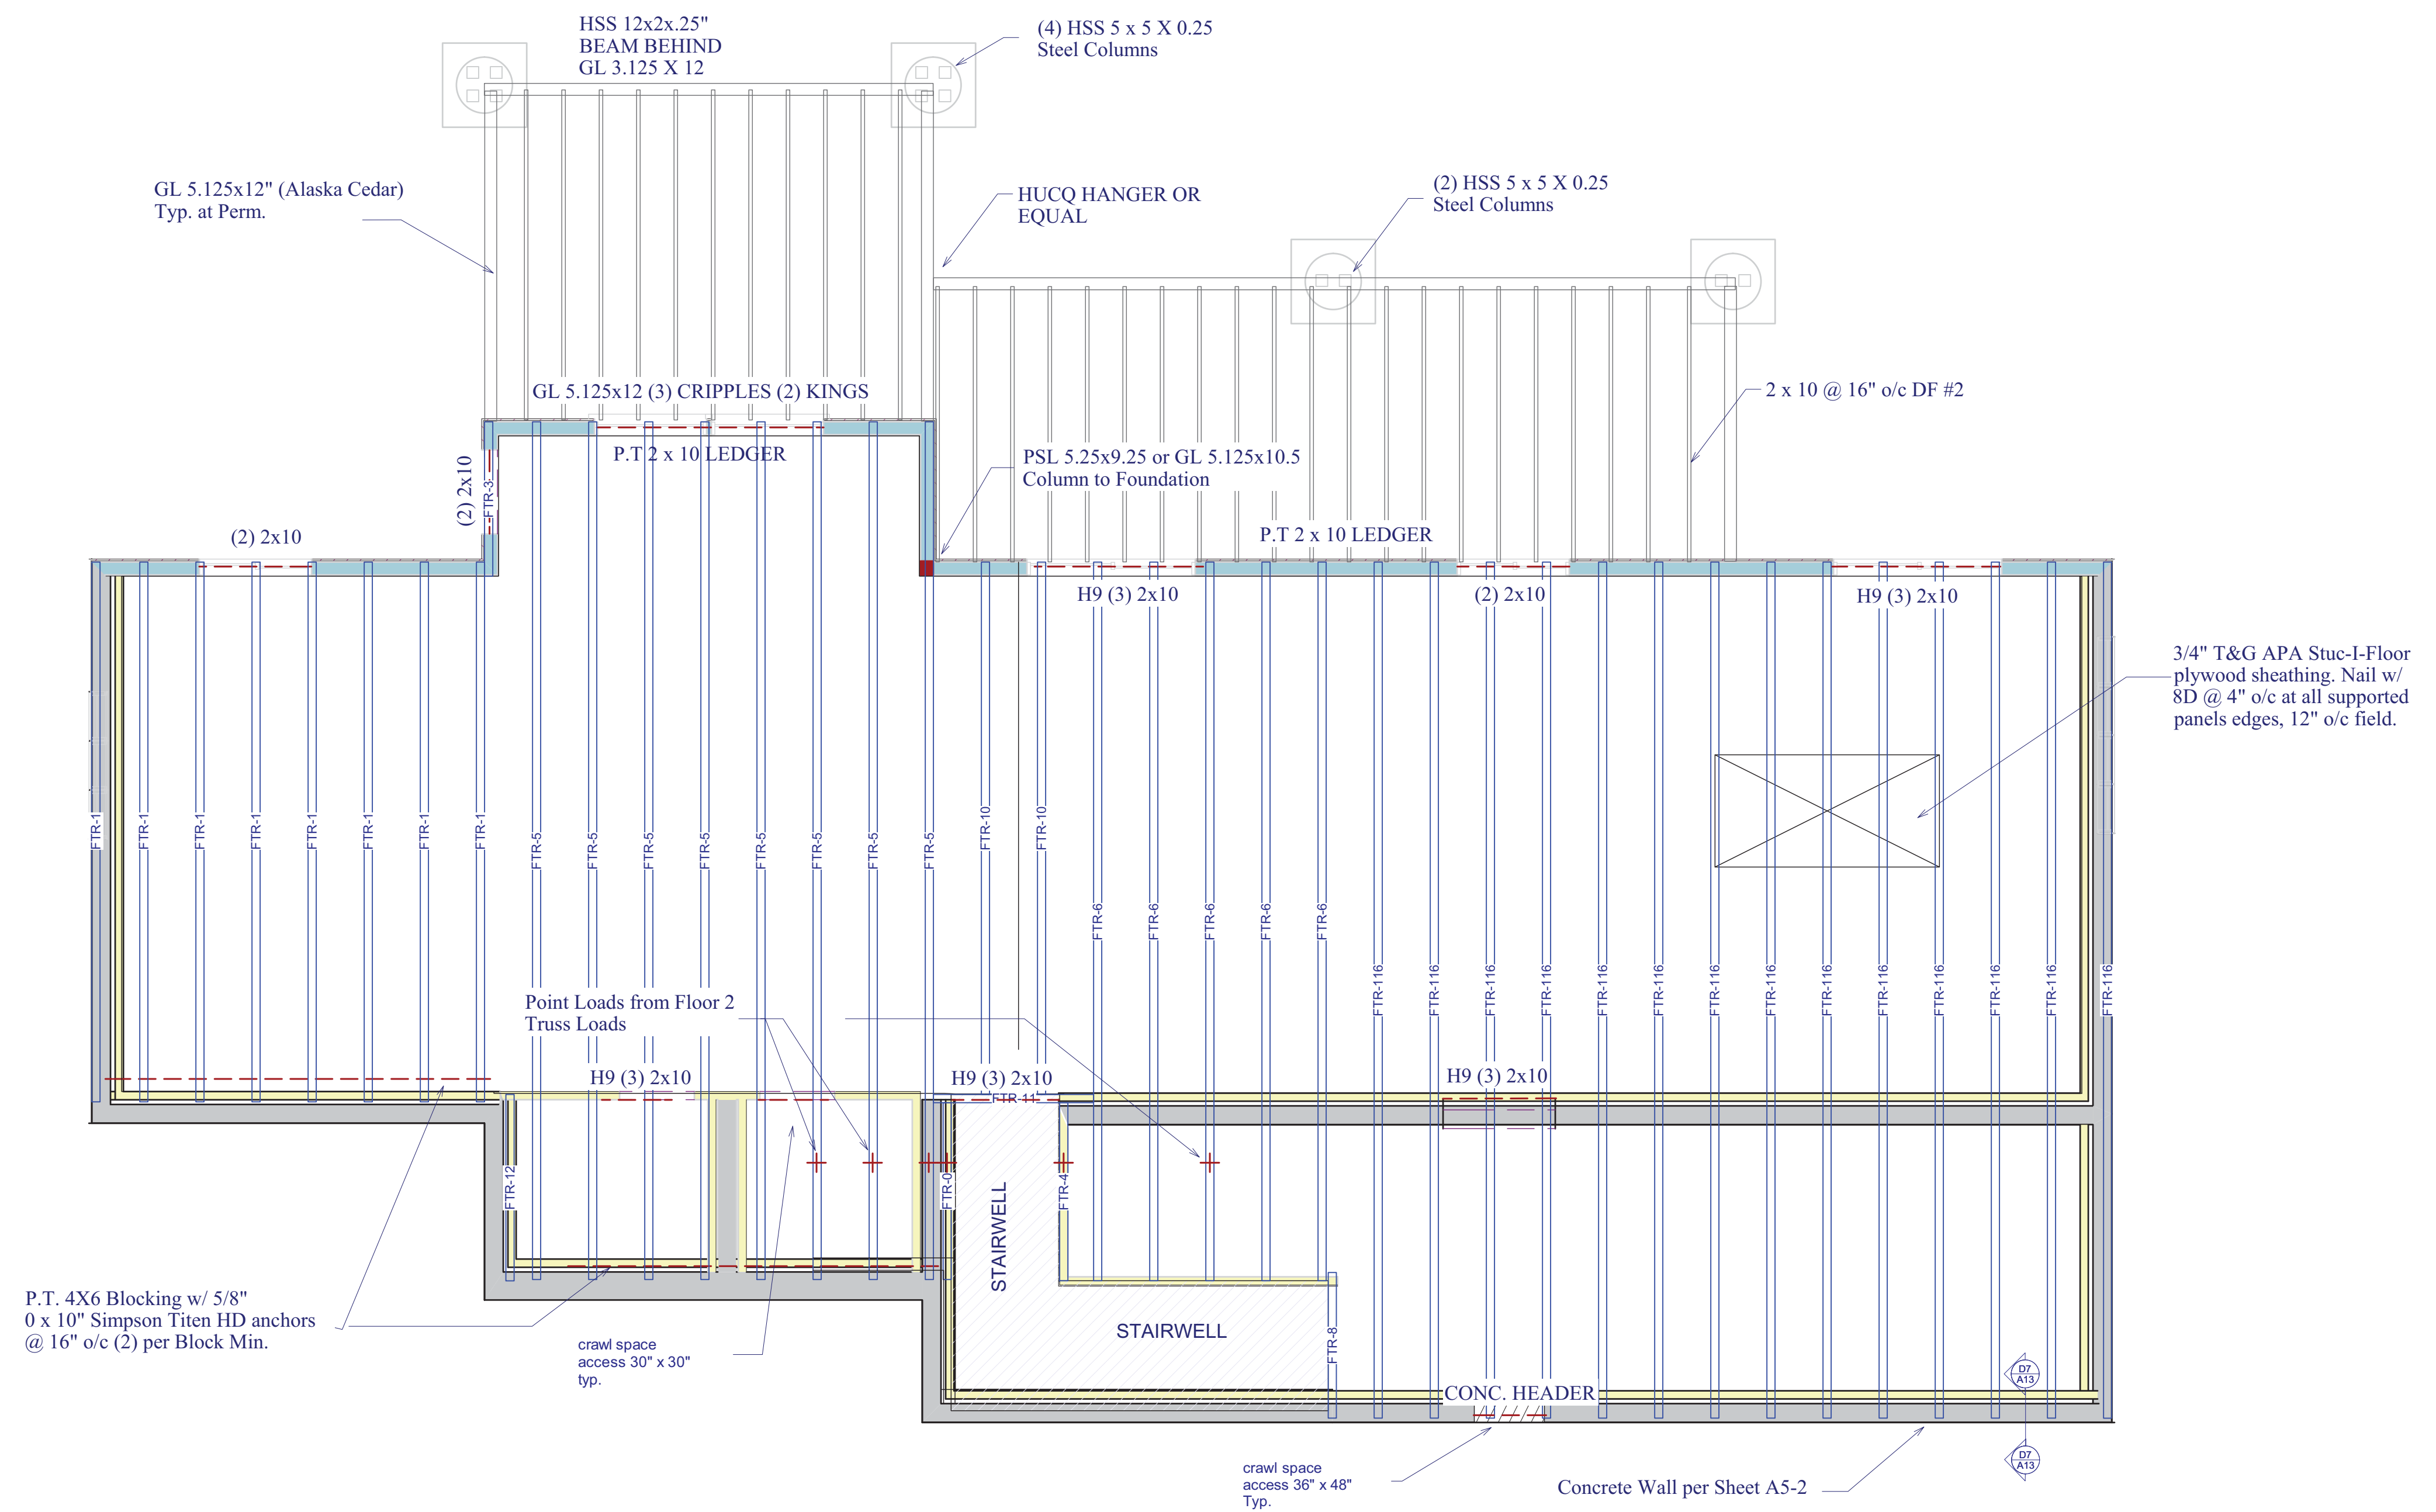 HSS 12x2x.25"
BEAM BEHIND
GL 3.125 X 12
(4) HSS 5 x 5 X 0.25
Steel Columns
GL 5.125x12" (Alaska Cedar)
Typ. at Perm.
HUCQ HANGER OR
EQUAL
(2) HSS 5 x 5 X 0.25
Steel Columns
GL 5.125x12 (3) CRIPPLES (2) KINGS
2 x 10 @ 16" o/c DF #2
P.T 2 x 10 LEDGER
(2) 2x10
FTR-3
PSL 5.25x9.25 or GL 5.125x10.5
Column to Foundation
(2) 2x10
P.T 2 x 10 LEDGER
H9 (3) 2x10
(2) 2x10
H9 (3) 2x10
3/4" T&G APA Stuc-I-Floor
plywood sheathing. Nail w/
8D @ 4" o/c at all supported
panels edges, 12" o/c field.
FTR-1
FTR-1
FTR-1
FTR-1
FTR-1
FTR-1
FTR-1
FTR-1
FTR-5
FTR-5
FTR-5
FTR-5
FTR-5
FTR-5
FTR-5
FTR-5
FTR-10
FTR-10
FTR-6
FTR-6
FTR-6
FTR-6
FTR-6
FTR-116
FTR-116
FTR-116
FTR-116
FTR-116
FTR-116
FTR-116
FTR-116
FTR-116
FTR-116
FTR-116
FTR-116
FTR-116
FTR-116
Point Loads from Floor 2
Truss Loads
H9 (3) 2x10
H9 (3) 2x10
H9 (3) 2x10
FTR-11
FTR-12
FTR-0
FTR-4
STAIRWELL
STAIRWELL
FTR-8
P.T. 4X6 Blocking w/ 5/8"
0 x 10" Simpson Titen HD anchors
@ 16" o/c (2) per Block Min.
crawl space
access 30" x 30"
typ.
CONC. HEADER
D7
A13
D7
A13
crawl space
access 36" x 48"
Typ.
Concrete Wall per Sheet A5-2